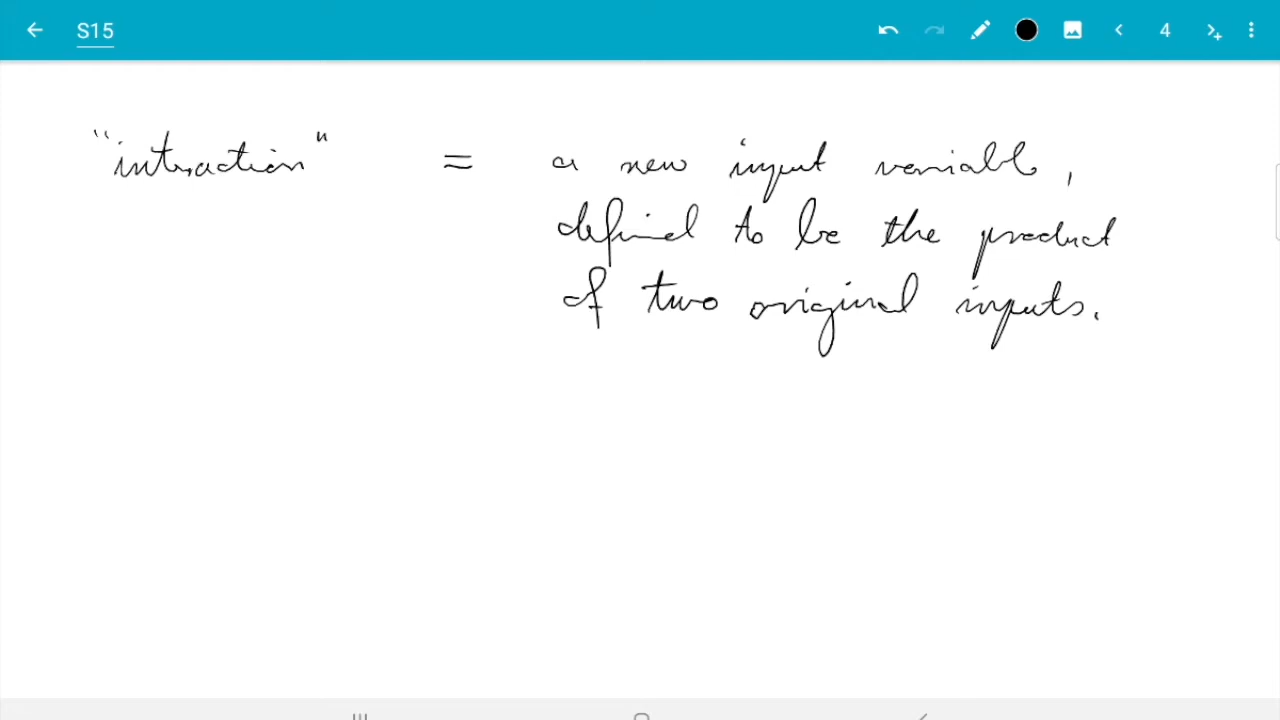 S15
4
"interaction" = a new input variable,
defined to be the product
of two original inputs.